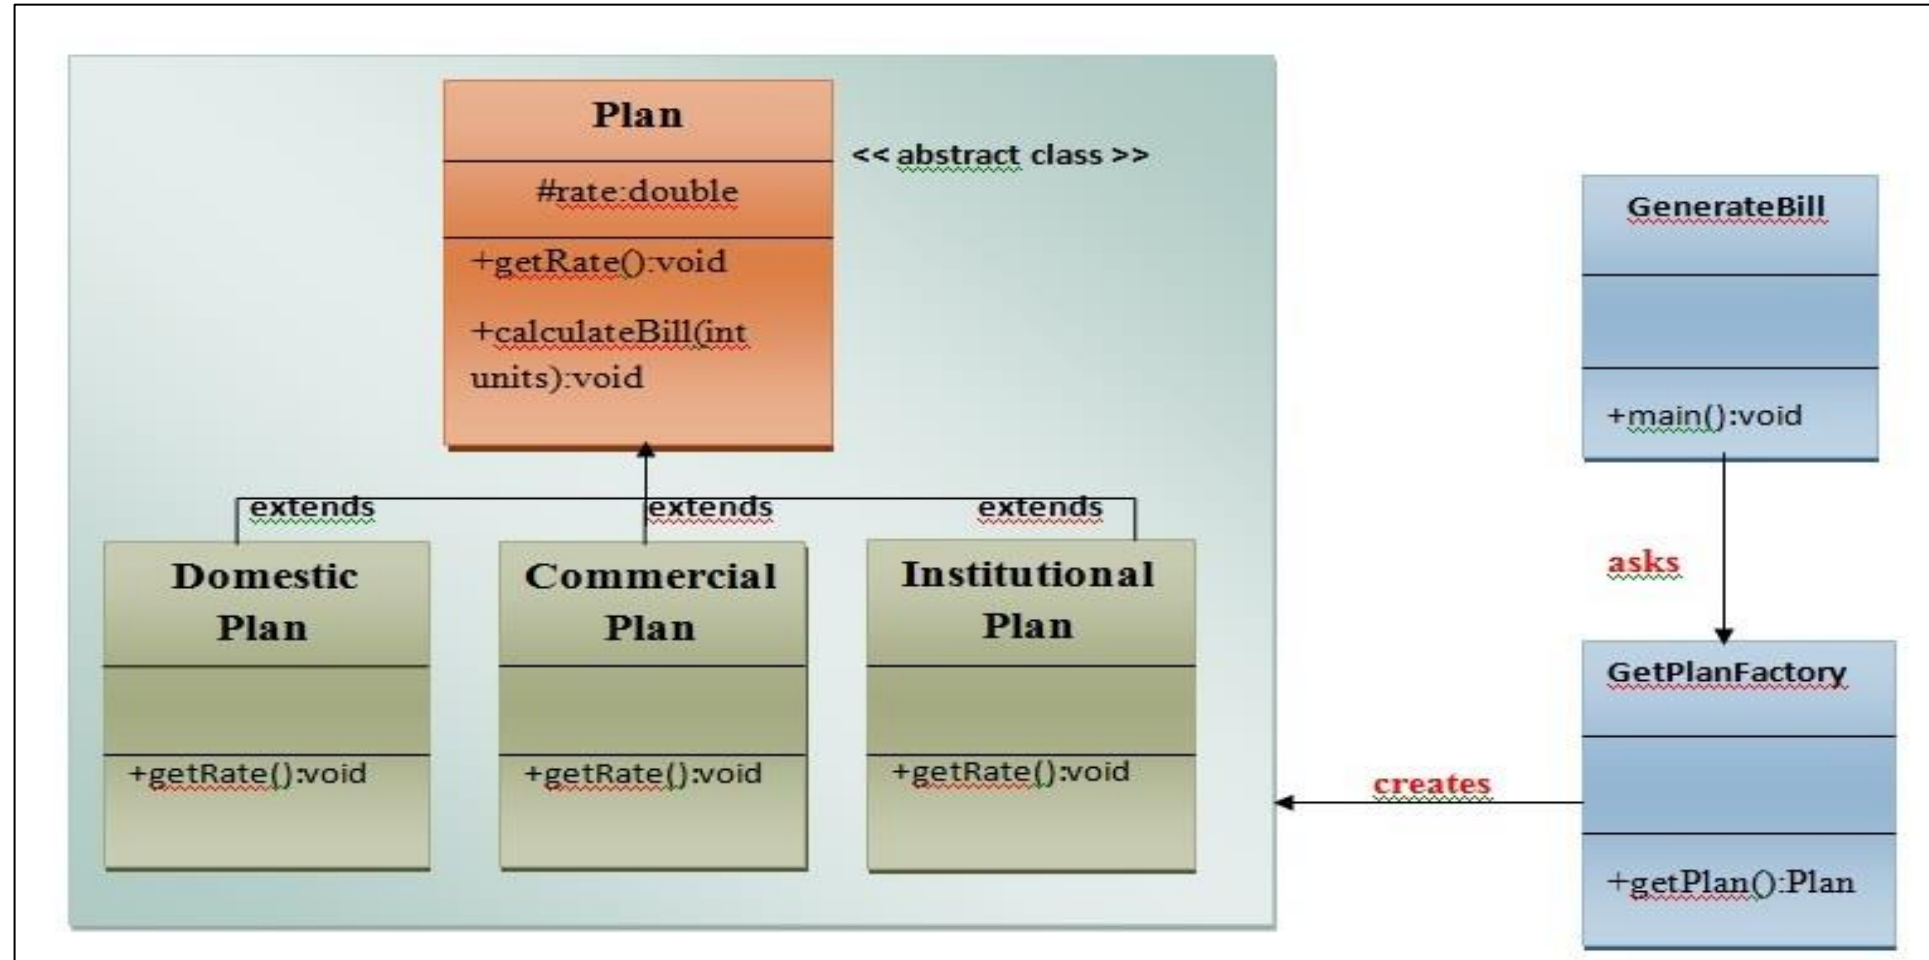 Plan
<< abstract class >>
#rate:double
+getRate():void
+calculateBill(int
units):void
extends
extends
extends
Domestic
Plan
+getRate():void
Commercial
Plan
+getRate():void
Institutional
Plan
+getRate():void
GenerateBill
+main():void
asks
GetPlanFactory
+getPlan():Plan
creates